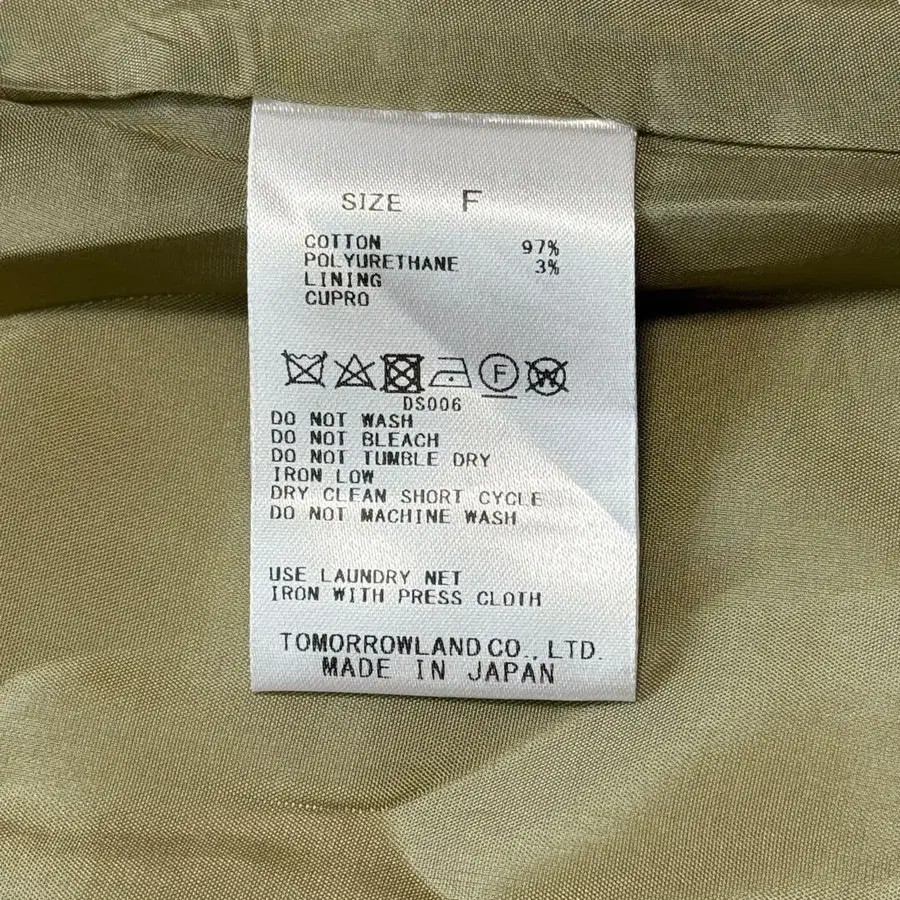 SIZE F
COTTON 97%
POLYURETHANE 3%
LINING
CUPRO
F W
DS006
DO NOT WASH
DO NOT BLEACH
DO NOT TUMBLE DRY
IRON LOW
DRY CLEAN SHORT CYCLE
DO NOT MACHINE WASH
USE LAUNDRY NET
IRON WITH PRESS CLOTH
TOMORROWLAND CO., LTD.
MADE IN JAPAN